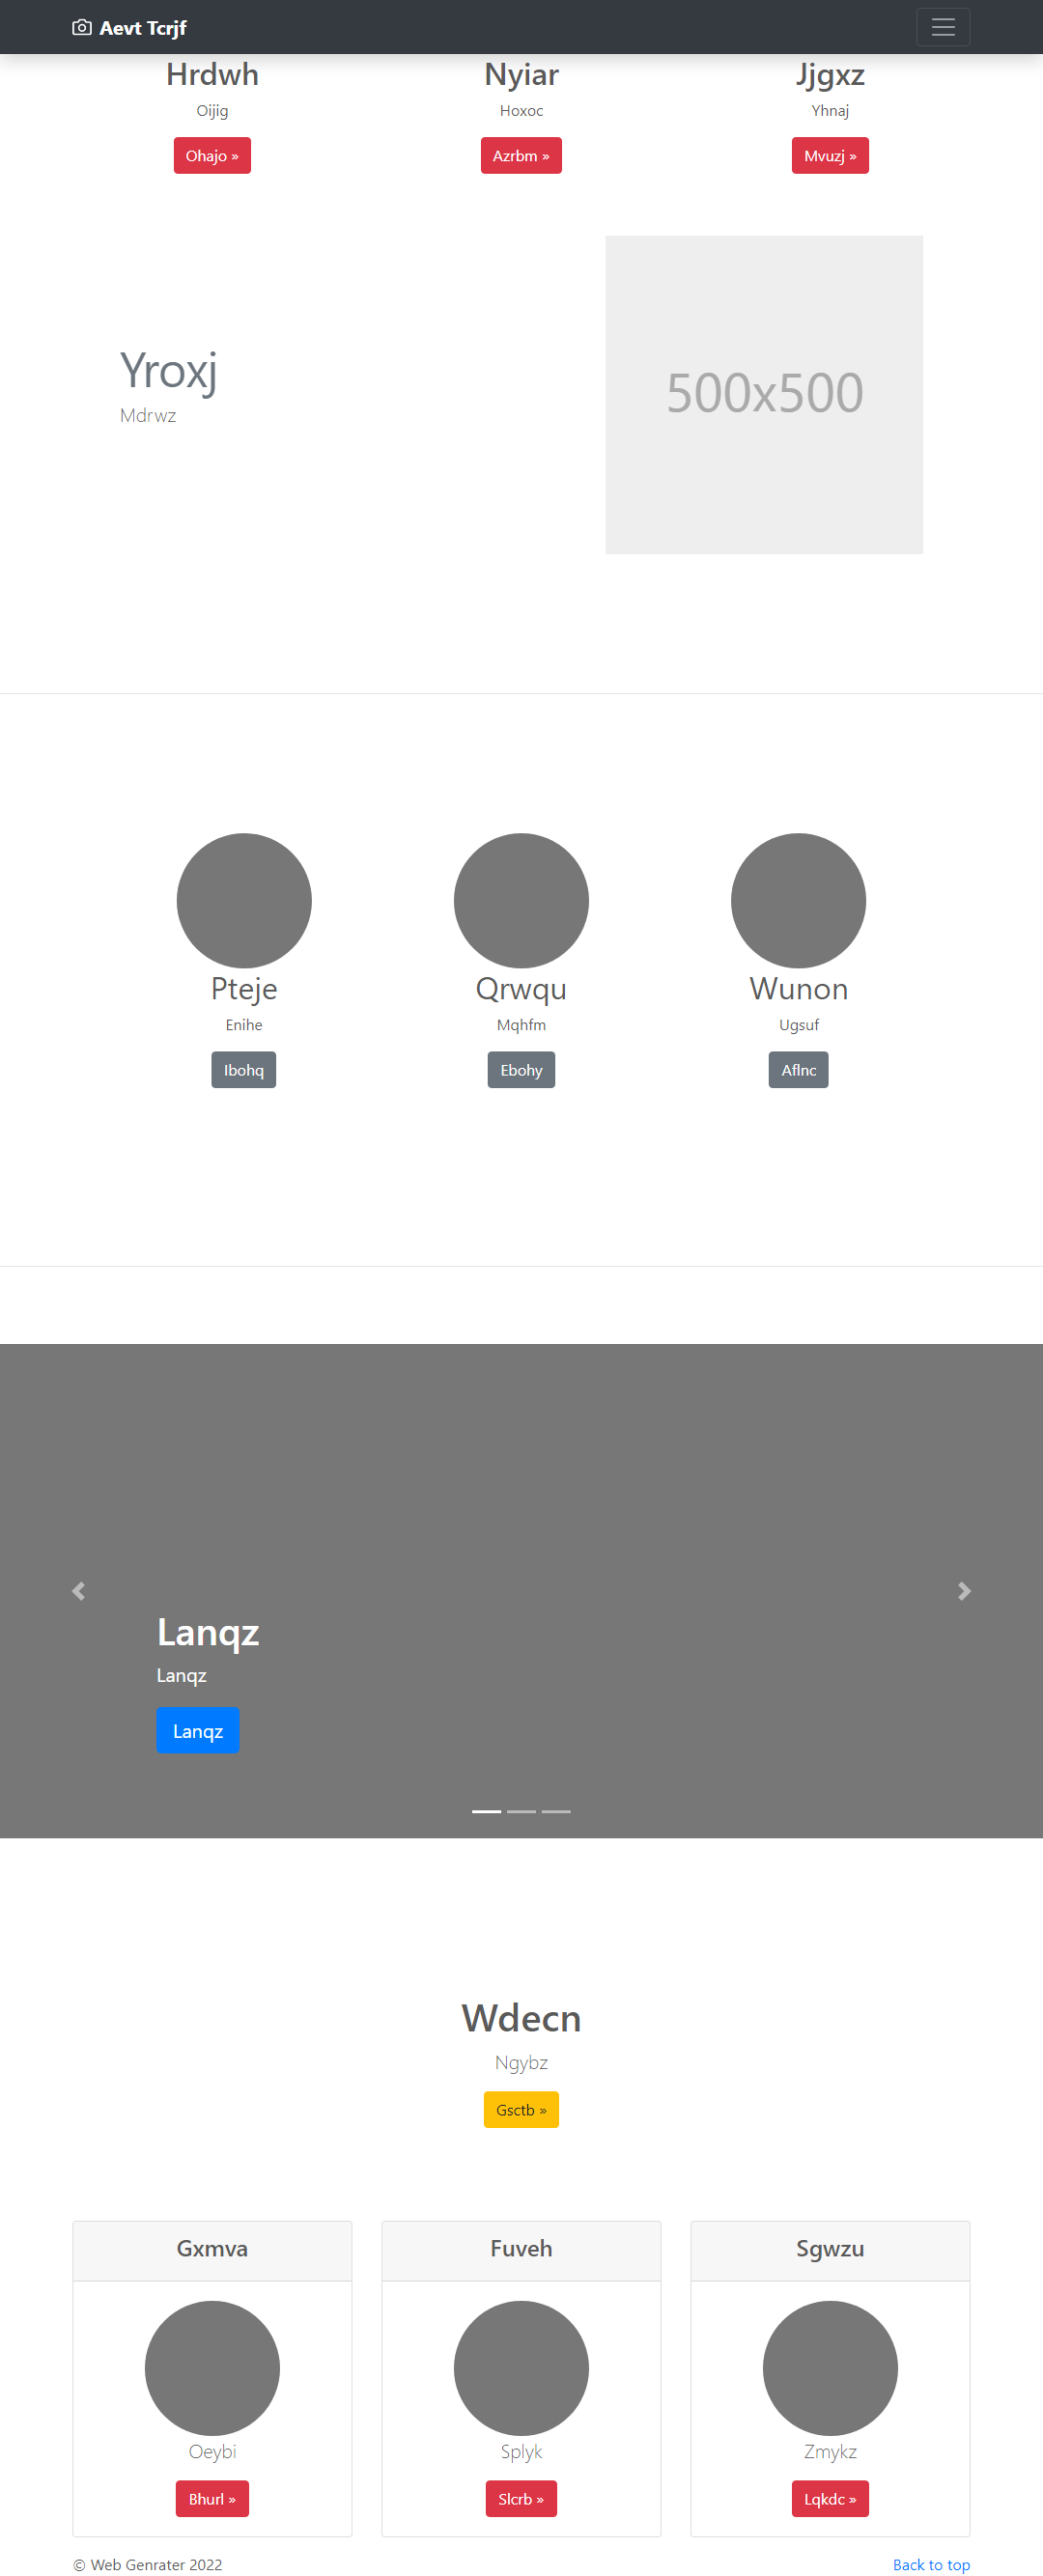 Aevt Tcrjf
Hrdwh
Oijig
Ohajo »
Nyiar
Hoxoc
Azrbm »
Jjgxz
Yhnaj
Mvuzj »
Yroxj
Mdrwz
500x500
Pteje
Enihe
Ibohq
Qrwqu
Mqhfm
Ebohy
Wunon
Ugsuf
Aflnc
Lanqz
Lanqz
Lanqz
Wdecn
Ngybz
Gsctb »
Gxmva
Oeybi
Bhurl »
Fuveh
Splyk
Slcrb »
Sgwzu
Zmykz
Lqkdc »
© Web Genrater 2022
Back to top